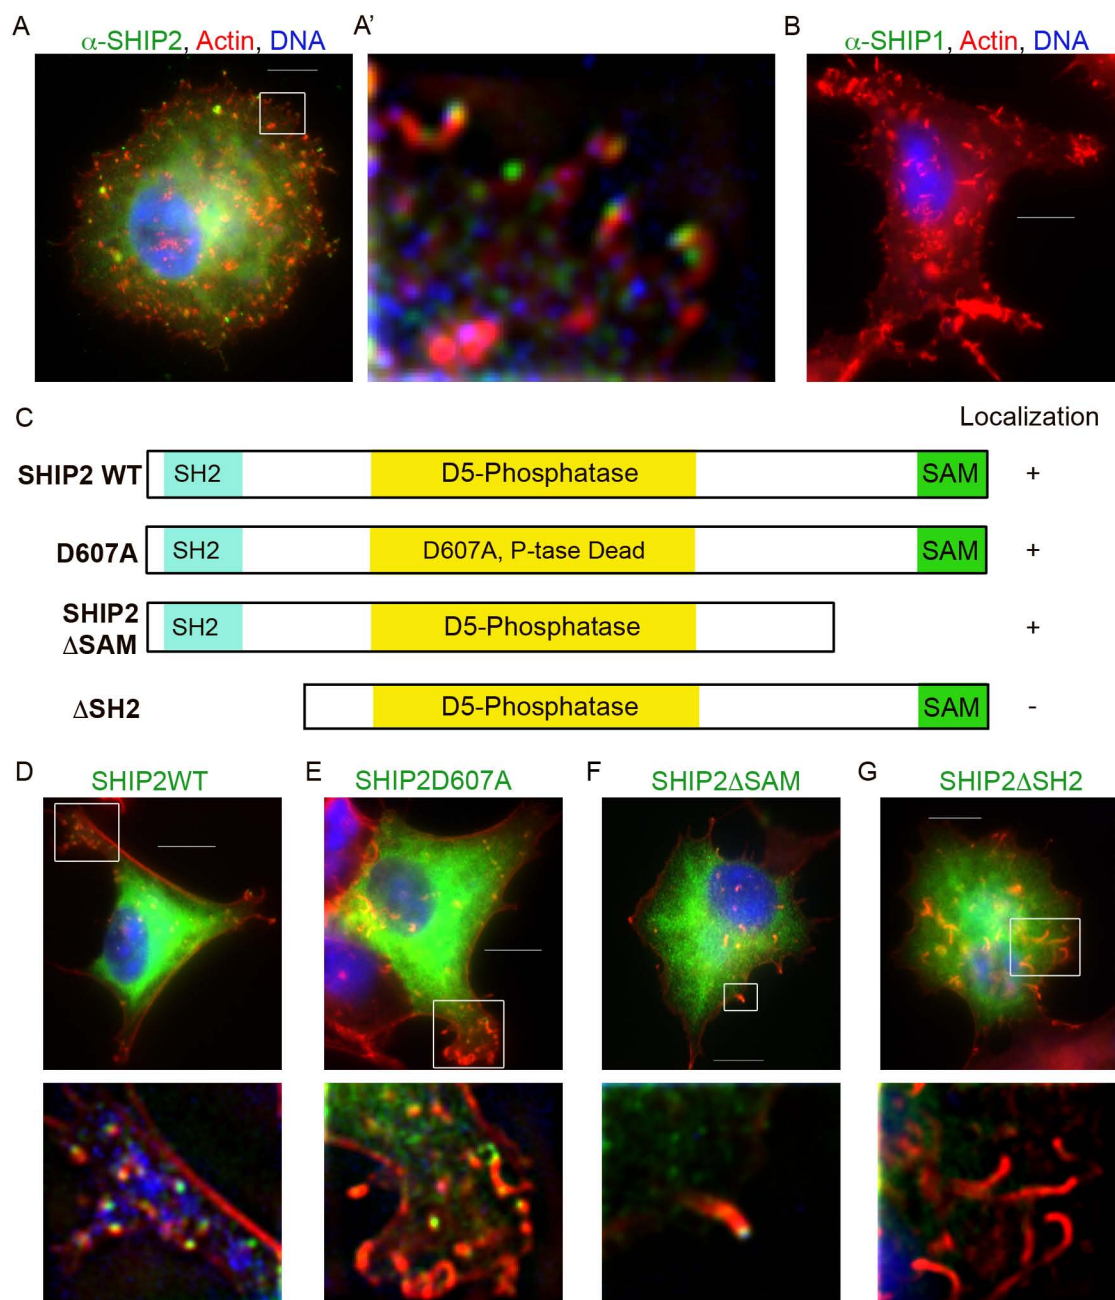 A
α-SHIP2, Actin, DNA
A'
B
α-SHIP1, Actin, DNA
C
Localization
SHIP2 WT SH2 D5-Phosphatase SAM +
D607A SH2 D607A, P-tase Dead SAM +
SHIP2
ΔSAM SH2 D5-Phosphatase +
ΔSH2 D5-Phosphatase SAM -
D SHIP2WT
E SHIP2D607A
F SHIP2ΔSAM
G SHIP2ΔSH2